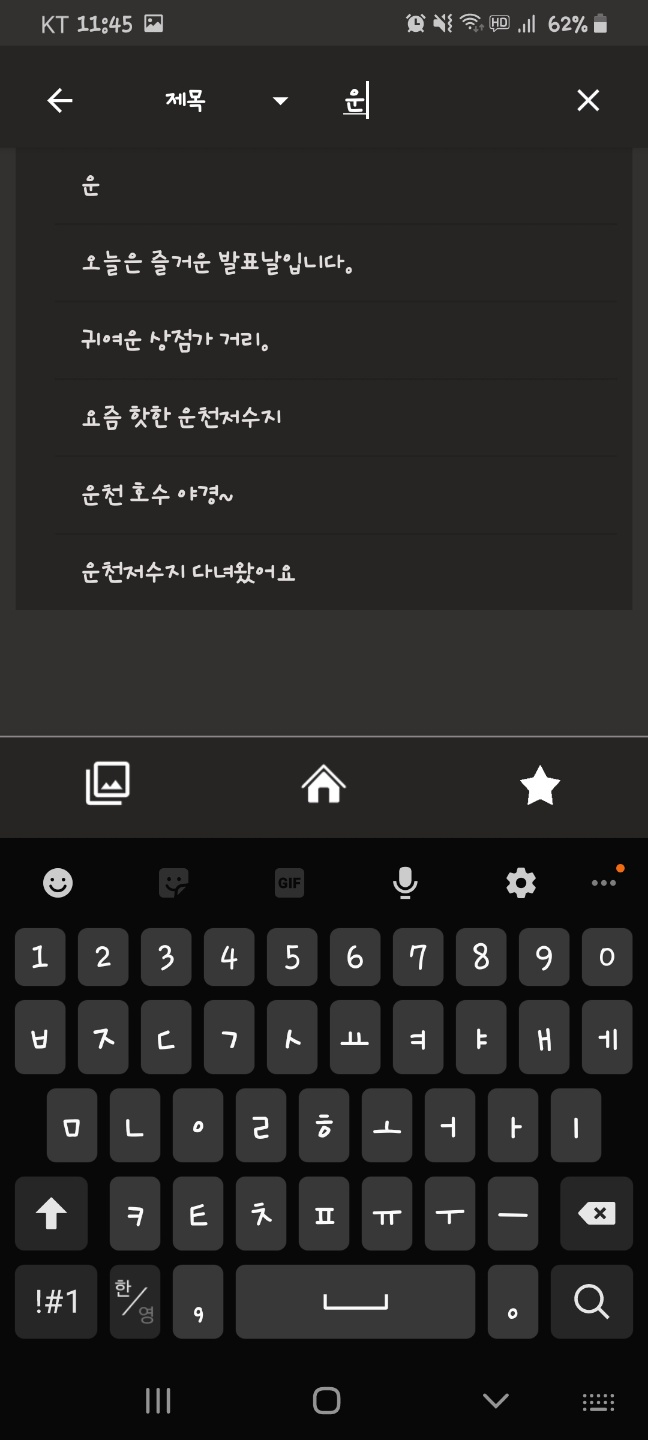 KT 11:45 HD 62%
제목 운
운
오늘은 즐거운 발표날입니다.
귀여운 상점가 거리.
요즘 핫한 운천저수지
운천 호수 야경~
운천저수지 다녀왔어요
GIF
1 2 3 4 5 6 7 8 9 0
ㅂ ㅈ ㄷ ㄱ ㅅ ㅛ ㅕ ㅑ ㅐ ㅔ
ㅁ ㄴ ㅇ ㄹ ㅎ ㅗ ㅓ ㅏ ㅣ
ㅋ ㅌ ㅊ ㅍ ㅠ ㅜ ㅡ
!#1 한/영 , .